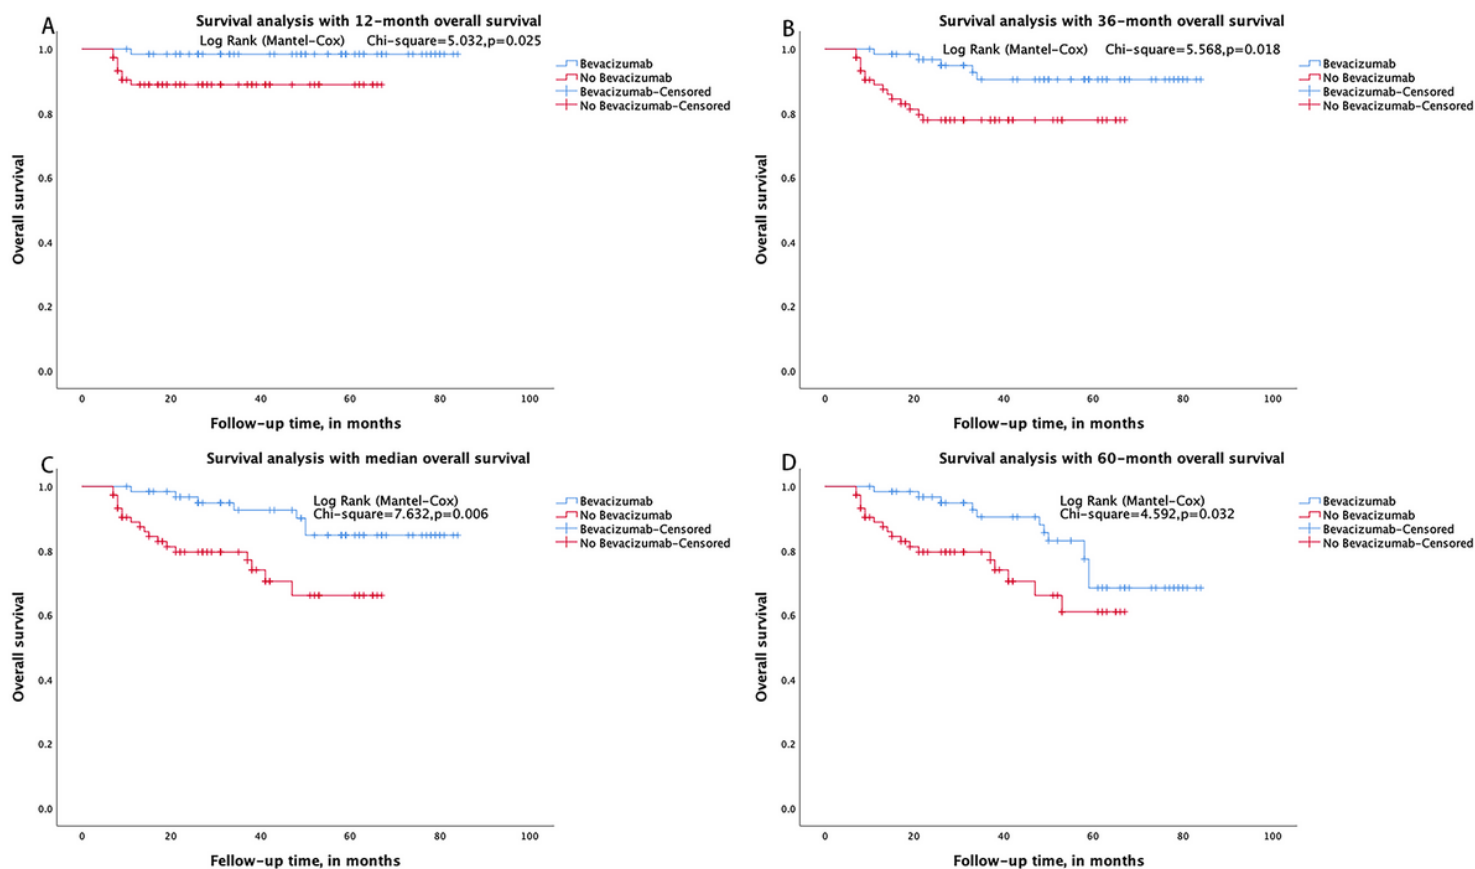 A
Survival analysis with 12-month overall survival
Log Rank (Mantel-Cox) Chi-square=5.032,p=0.025
Bevacizumab
No Bevacizumab
Bevacizumab-Censored
No Bevacizumab-Censored
Overall survival
1.0
0.8
0.6
0.4
0.2
0.0
0 20 40 60 80 100
Follow-up time, in months
B
Survival analysis with 36-month overall survival
Log Rank (Mantel-Cox) Chi-square=5.568,p=0.018
Bevacizumab
No Bevacizumab
Bevacizumab-Censored
No Bevacizumab-Censored
Overall survival
1.0
0.8
0.6
0.4
0.2
0.0
0 20 40 60 80 100
Follow-up time, in months
C
Survival analysis with median overall survival
Log Rank (Mantel-Cox)
Chi-square=7.632,p=0.006
Bevacizumab
No Bevacizumab
Bevacizumab-Censored
No Bevacizumab-Censored
Overall survival
1.0
0.8
0.6
0.4
0.2
0.0
0 20 40 60 80 100
Fellow-up time, in months
D
Survival analysis with 60-month overall survival
Log Rank (Mantel-Cox)
Chi-square=4.592,p=0.032
Bevacizumab
No Bevacizumab
Bevacizumab-Censored
No Bevacizumab-Censored
Overall survival
1.0
0.8
0.6
0.4
0.2
0.0
0 20 40 60 80 100
Follow-up time, in months